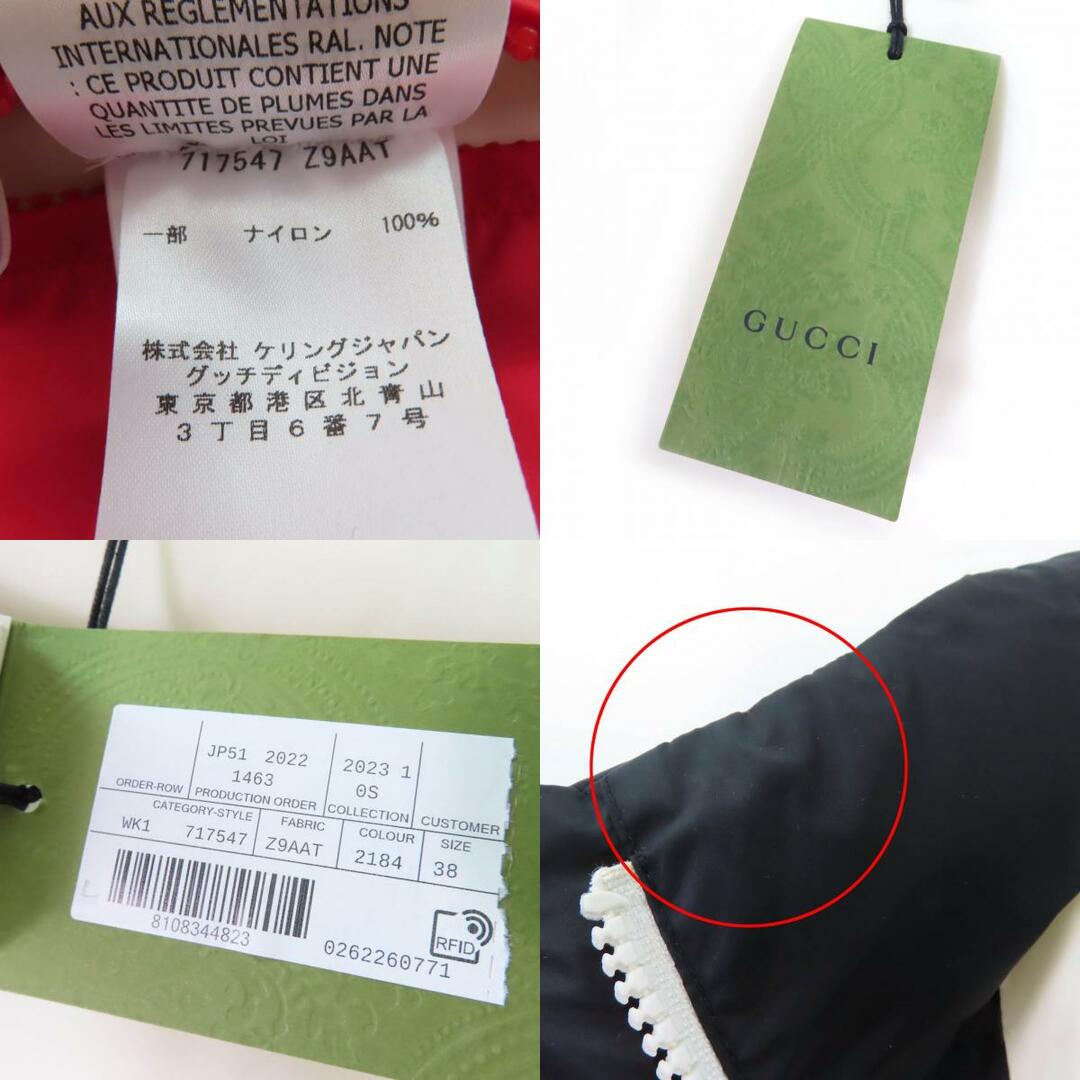 AUX REGLEMENTATIONS
INTERNATIONALES RAL. NOTE
: CE PRODUIT CONTIENT UNE
QUANTITE DE PLUMES DANS
LES LIMITES PREVUES PAR LA
LOI
717547 Z9AAT
一部 ナイロン 100%
株式会社 ケリングジャパン
グッチディビジョン
東京都港区北青山
3丁目6番7号
GUCCI
JP51 2022 2023 1
1463 0S
ORDER-ROW PRODUCTION ORDER COLLECTION CUSTOMER
CATEGORY-STYLE FABRIC COLOUR SIZE
WK1 717547 Z9AAT 2184 38
8108344823
0262260771
RFID